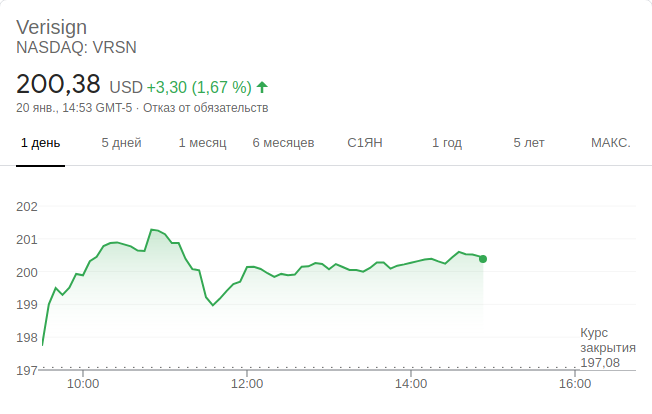 Verisign
NASDAQ: VRSN
200,38 USD +3,30 (1,67 %)
20 янв., 14:53 GMT-5 · Отказ от обязательств
1 день 5 дней 1 месяц 6 месяцев С1ЯН 1 год 5 лет МАКС.
202
201
200
199
198
197
Курс
закрытия
197,08
10:00 12:00 14:00 16:00